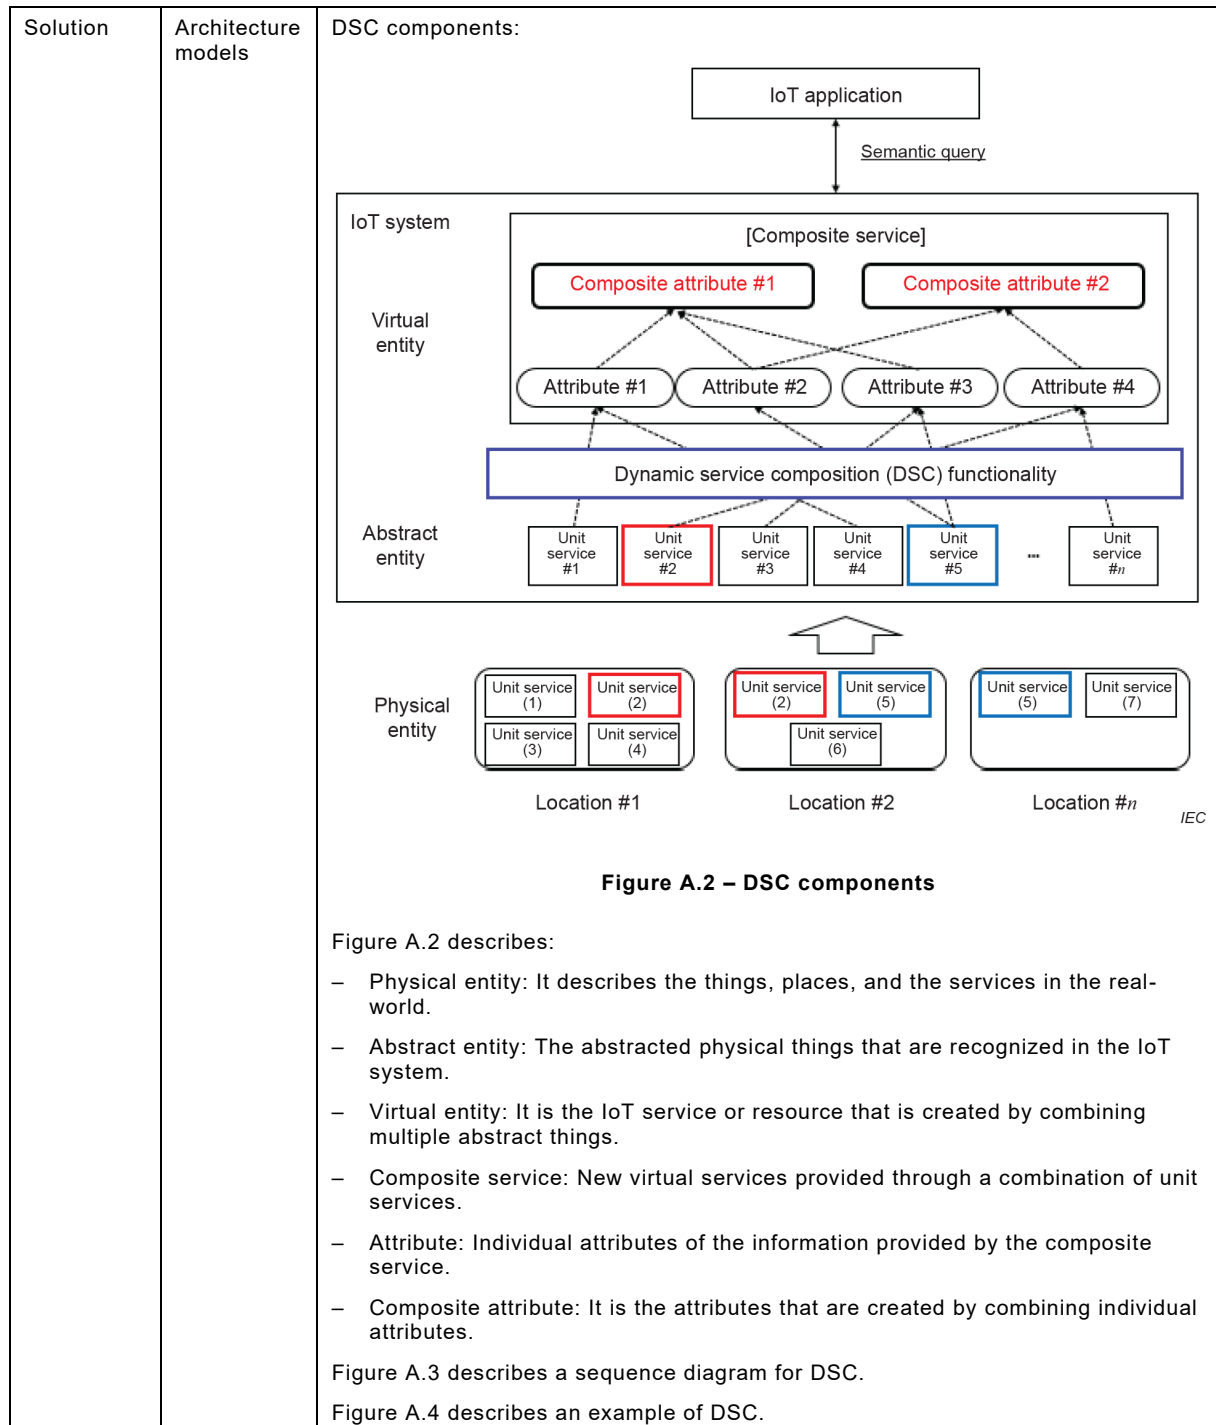 Solution
Architecture
models
DSC components:
IoT application
Semantic query
IoT system
[Composite service]
Composite attribute #1
Composite attribute #2
Virtual
entity
Attribute #1
Attribute #2
Attribute #3
Attribute #4
Dynamic service composition (DSC) functionality
Abstract
entity
Unit
service
#1
Unit
service
#2
Unit
service
#3
Unit
service
#4
Unit
service
#5
...
Unit
service
#n
Physical
entity
Unit service
(1)
Unit service
(2)
Unit service
(3)
Unit service
(4)
Unit service
(2)
Unit service
(5)
Unit service
(6)
Unit service
(5)
Unit service
(7)
Location #1
Location #2
Location #n
IEC
Figure A.2 – DSC components
Figure A.2 describes:
– Physical entity: It describes the things, places, and the services in the real-
world.
– Abstract entity: The abstracted physical things that are recognized in the IoT
system.
– Virtual entity: It is the IoT service or resource that is created by combining
multiple abstract things.
– Composite service: New virtual services provided through a combination of unit
services.
– Attribute: Individual attributes of the information provided by the composite
service.
– Composite attribute: It is the attributes that are created by combining individual
attributes.
Figure A.3 describes a sequence diagram for DSC.
Figure A.4 describes an example of DSC.